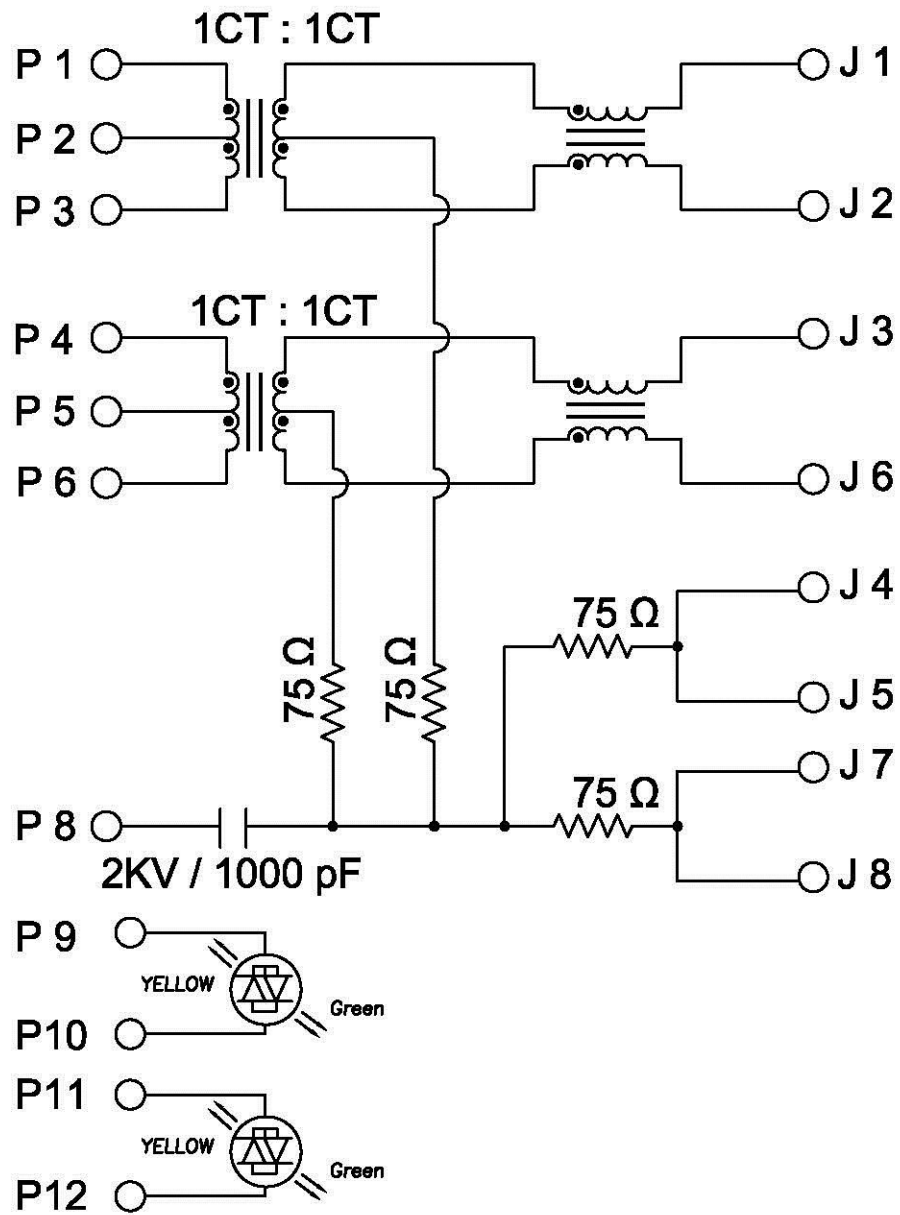 1CT : 1CT
P 1
J 1
P 2
P 3
J 2
1CT : 1CT
P 4
J 3
P 5
P 6
J 6
75 Ω
J 4
75 Ω
75 Ω
J 5
J 7
75 Ω
P 8
2KV / 1000 pF
J 8
P 9
YELLOW
Green
P10
P11
YELLOW
Green
P12